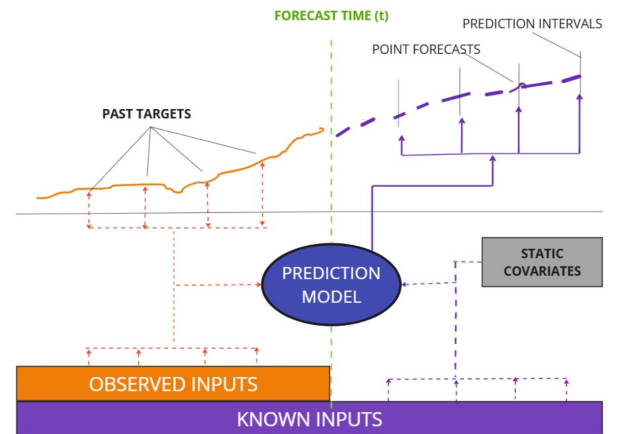 FORECAST TIME (t)
PREDICTION INTERVALS
POINT FORECASTS
PAST TARGETS
PREDICTION
MODEL
STATIC
COVARIATES
OBSERVED INPUTS
KNOWN INPUTS